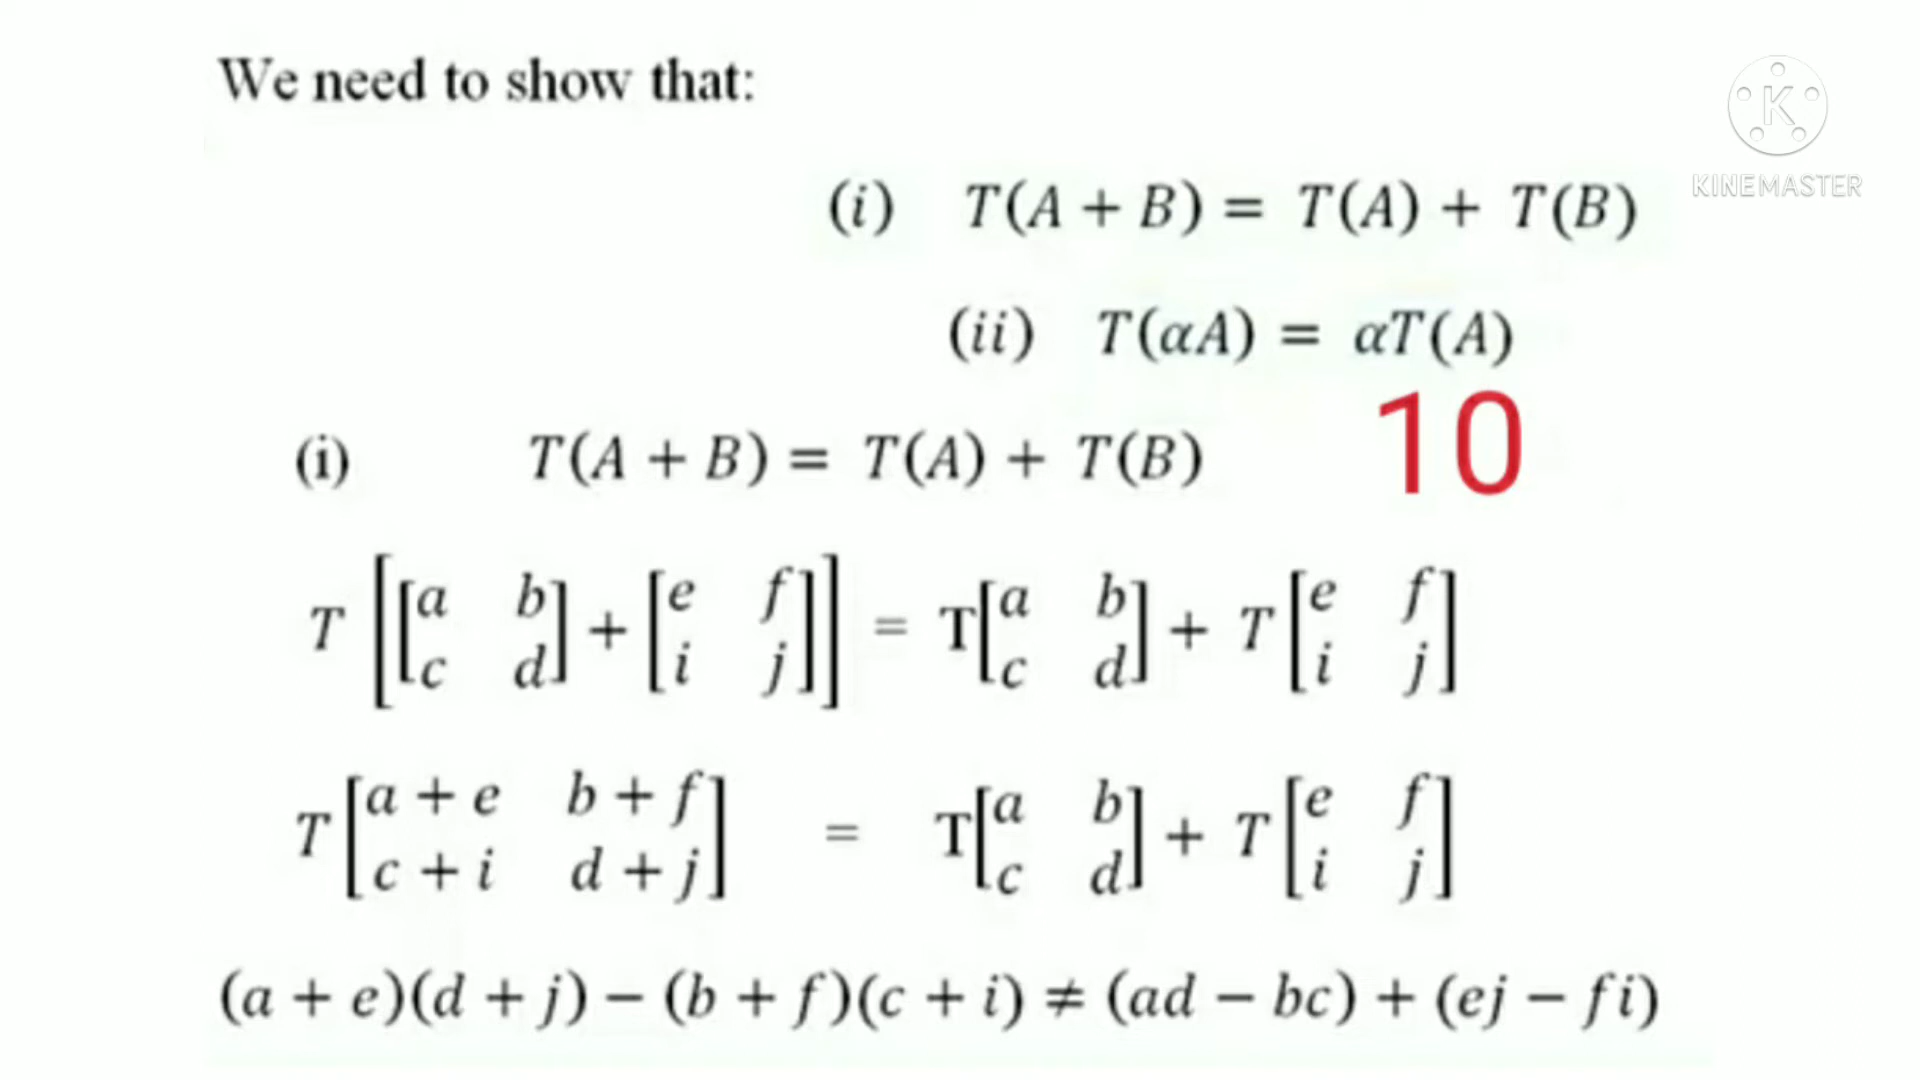 We need to show that:
K
KINEMASTER
(i) T(A + B) = T(A) + T(B)
(ii) T(αA) = αT(A)
10
(i) T(A + B) = T(A) + T(B)
T [[a b c d] + [e f i j]] = T[a b c d] + T[e f i j]
T[a + e b + f c + i d + j] = T[a b c d] + T[e f i j]
(a + e)(d + j) − (b + f)(c + i) ≠ (ad − bc) + (ej − fi)